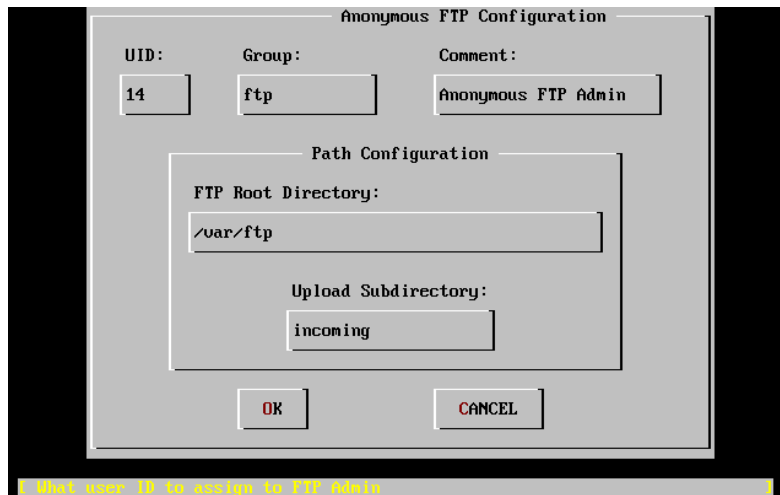 Anonymous FTP Configuration
UID: Group: Comment:
14 ftp Anonymous FTP Admin
Path Configuration
FTP Root Directory:
/var/ftp
Upload Subdirectory:
incoming
OK CANCEL
[ What user ID to assign to FTP Admin ]